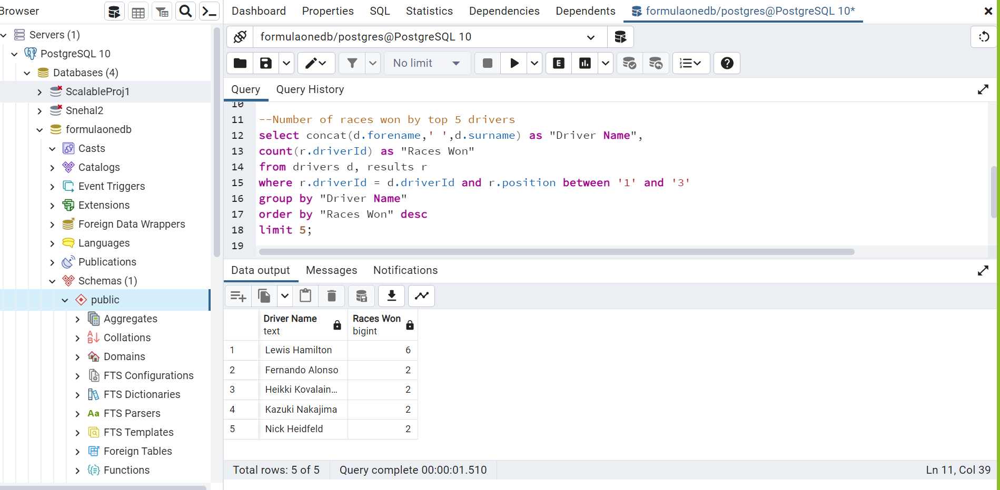 Browser
Dashboard Properties SQL Statistics Dependencies Dependents formulaonedb/postgres@PostgreSQL 10*
Servers (1)
PostgreSQL 10
Databases (4)
ScalableProj1
Snehal2
formulaonedb
Casts
Catalogs
Event Triggers
Extensions
Foreign Data Wrappers
Languages
Publications
Schemas (1)
public
Aggregates
Collations
Domains
FTS Configurations
FTS Dictionaries
Aa FTS Parsers
FTS Templates
Foreign Tables
Functions
formulaonedb/postgres@PostgreSQL 10
No limit
E
Query Query History
10
11 --Number of races won by top 5 drivers
12 select concat(d.forename,' ',d.surname) as "Driver Name",
13 count(r.driverId) as "Races Won"
14 from drivers d, results r
15 where r.driverId = d.driverId and r.position between '1' and '3'
16 group by "Driver Name"
17 order by "Races Won" desc
18 limit 5;
19
Data output Messages Notifications
Driver Name Races Won
text bigint
1 Lewis Hamilton 6
2 Fernando Alonso 2
3 Heikki Kovalain... 2
4 Kazuki Nakajima 2
5 Nick Heidfeld 2
Total rows: 5 of 5 Query complete 00:00:01.510 Ln 11, Col 39